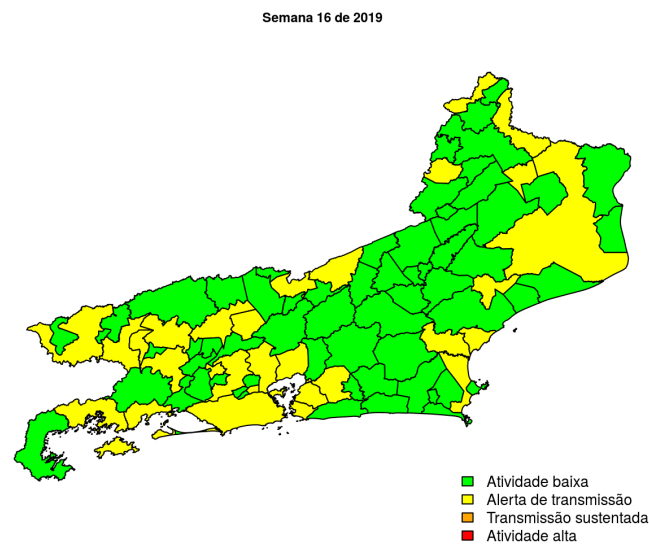 Semana 16 de 2019
Atividade baixa
Alerta de transmissão
Transmissão sustentada
Atividade alta